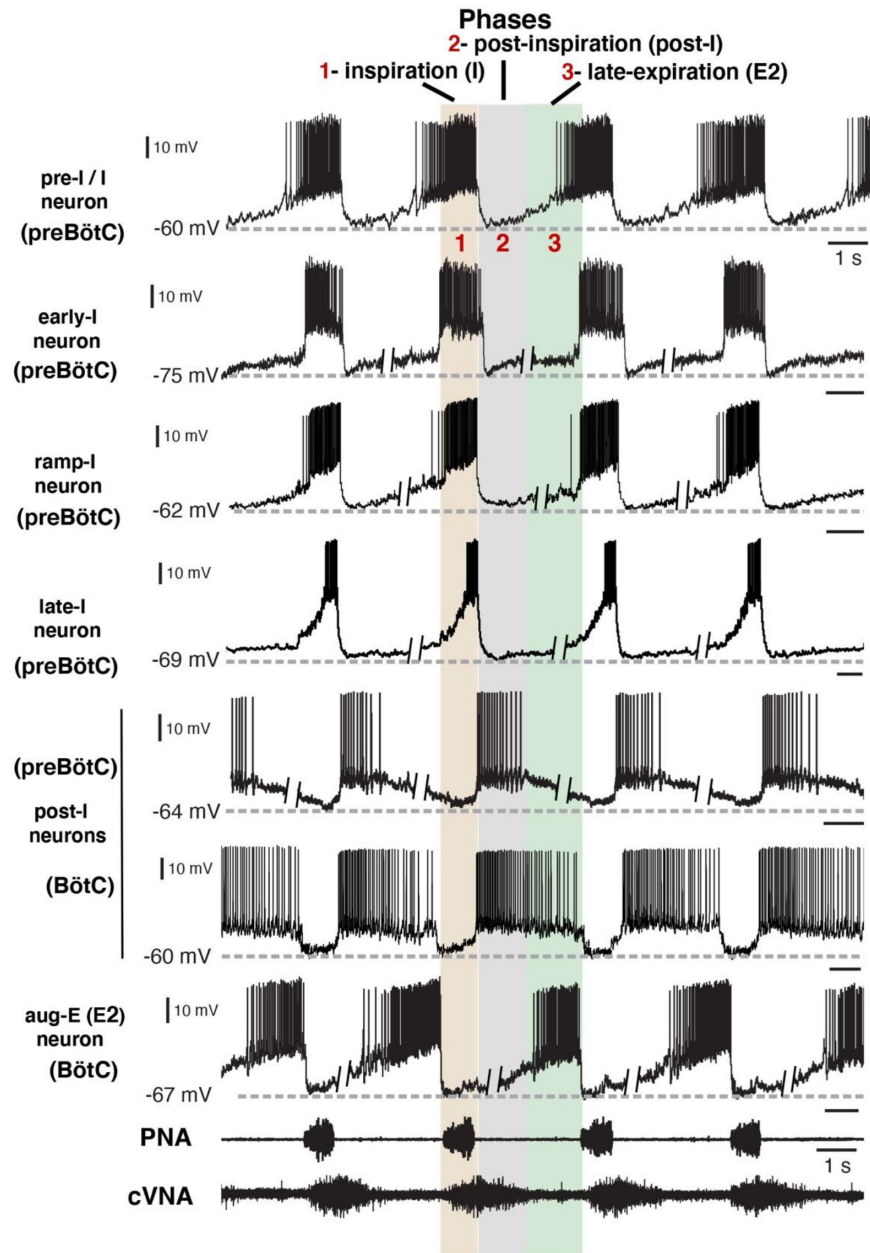 Phases
2- post-inspiration (post-I)
1- inspiration (I)
3- late-expiration (E2)
10 mV
pre-I / I
neuron
(preBötC)
-60 mV
1
2
3
1 s
10 mV
early-I
neuron
(preBötC)
-75 mV
10 mV
ramp-I
neuron
(preBötC)
-62 mV
10 mV
late-I
neuron
(preBötC)
-69 mV
10 mV
(preBötC)
-64 mV
post-I
neurons
10 mV
(BötC)
-60 mV
10 mV
aug-E (E2)
neuron
(BötC)
-67 mV
PNA
1 s
cVNA